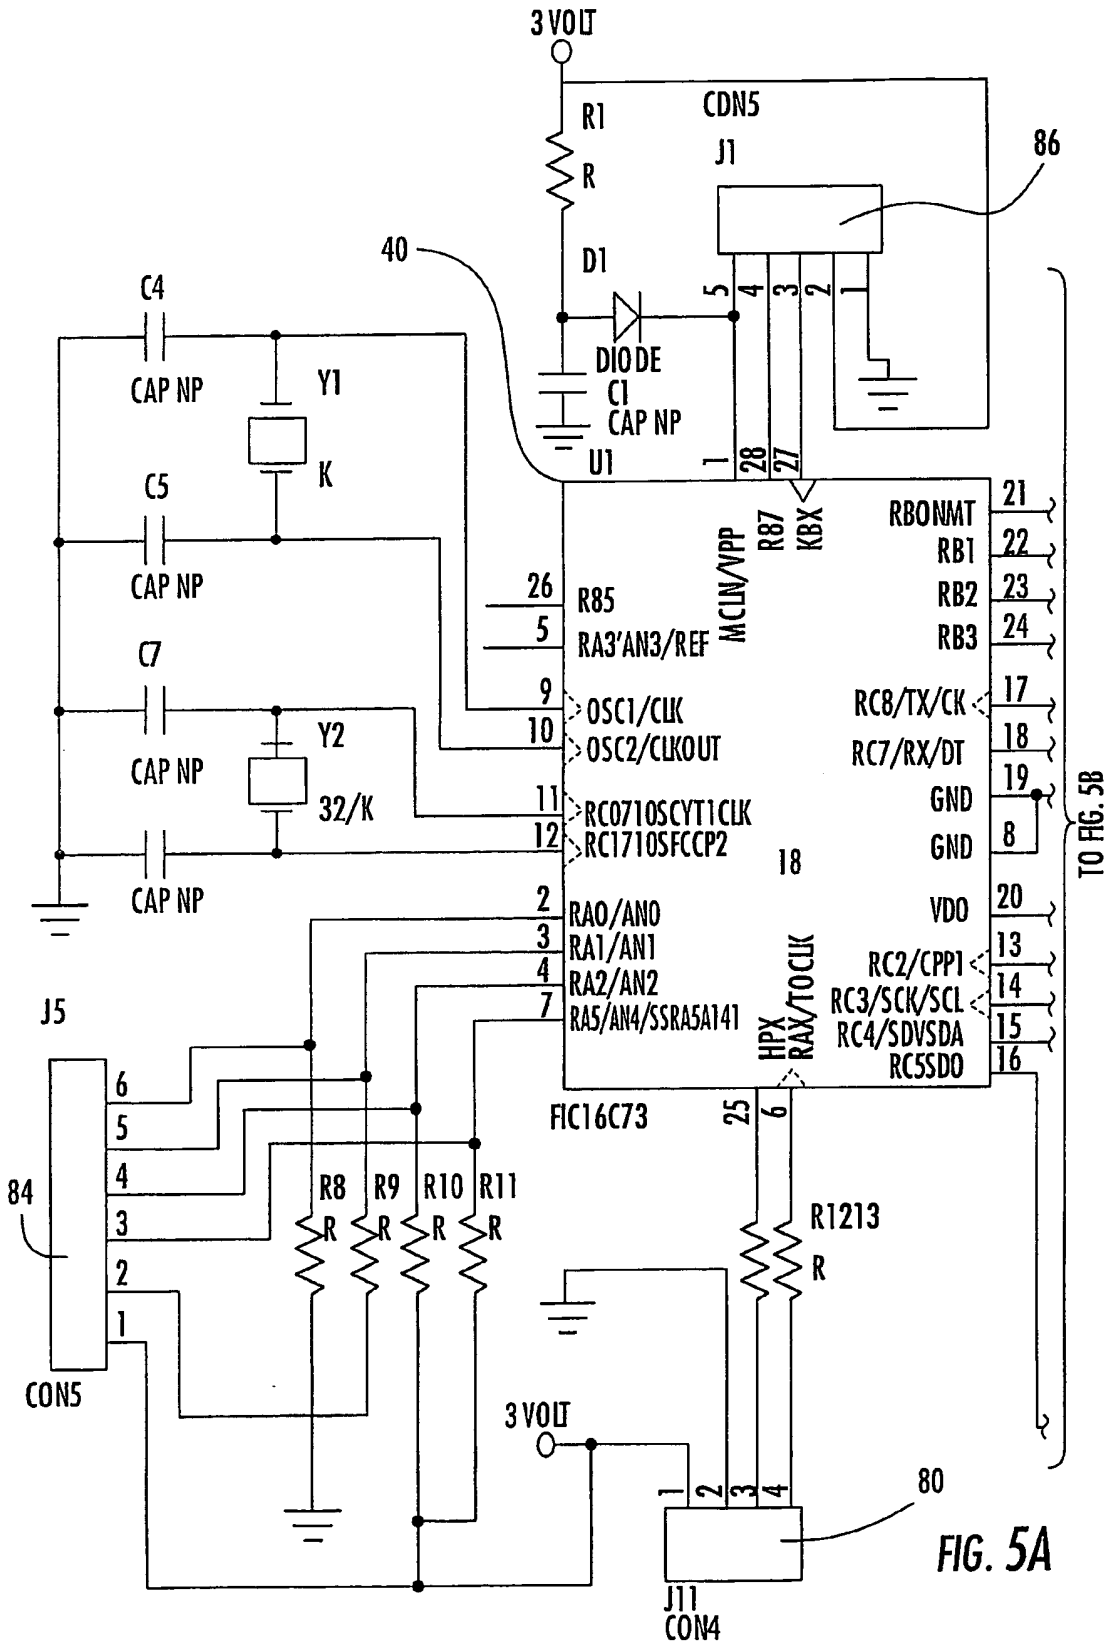 3 VOLT
CDN5
R1
J1
86
R
40
D1
5
4
3
2
1
C4
DIODE
CAP NP
Y1
C1
CAP NP
U1
1
28
27
K
C5
CAP NP
MCLN/VPP
R87
KBX
RBONMT
21
RB1
22
RB2
23
RB3
24
26
R85
5
RA3'AN3/REF
C7
9
OSC1/CLK
RC8/TX/CK
17
10
OSC2/CLKOUT
RC7/RX/DT
18
Y2
CAP NP
32/K
11
RC0710SCYT1CLK
GND
19
12
RC1710SFCCP2
GND
8
18
TO FIG. 5B
CAP NP
2
RA0/AN0
VDO
20
3
RA1/AN1
RC2/CPP1
13
4
RA2/AN2
RC3/SCK/SCL
14
7
RA5/AN4/SSRA5A141
RC4/SDVSDA
15
RC5SDO
16
HPX
RAX/TOCLK
J5
FIC16C73
25
6
6
5
4
3
2
1
84
R8
R9
R10
R11
R
R
R
R
R1213
R
CON5
3 VOLT
1
2
3
4
80
J11
CON4
FIG. 5A